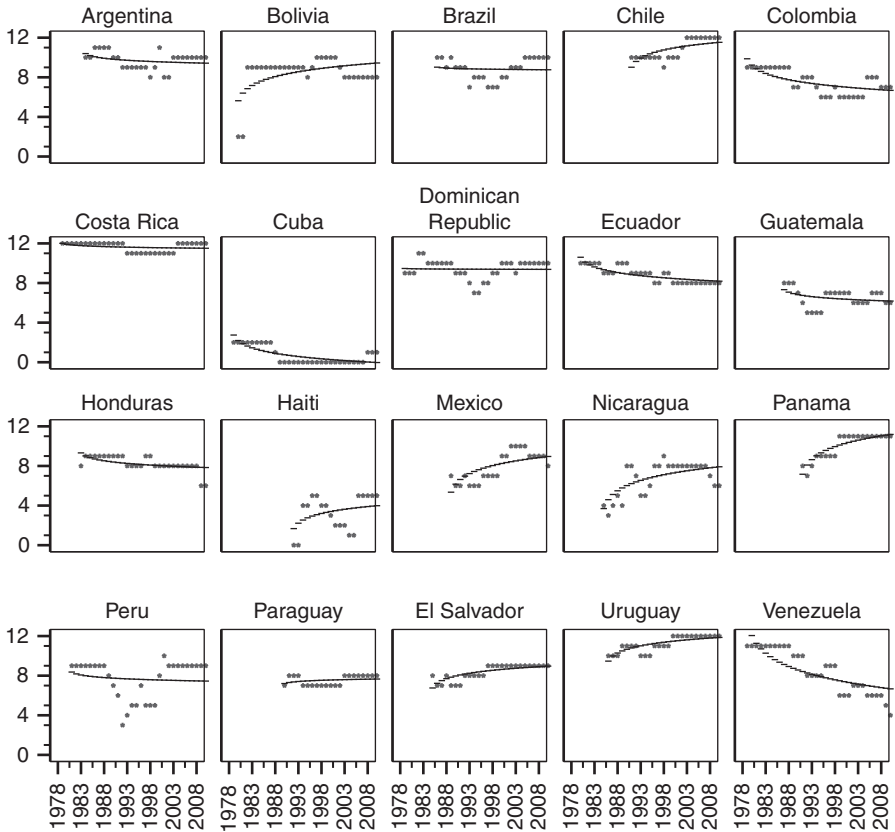 Argentina
Bolivia
Brazil
Chile
Colombia
12
8
4
0
Costa Rica
Cuba
Dominican
Republic
Ecuador
Guatemala
12
8
4
0
Honduras
Haiti
Mexico
Nicaragua
Panama
12
8
4
0
Peru
Paraguay
El Salvador
Uruguay
Venezuela
12
8
4
0
1978
1983
1988
1993
1998
2003
2008
1978
1983
1988
1993
1998
2003
2008
1978
1983
1988
1993
1998
2003
2008
1978
1983
1988
1993
1998
2003
2008
1978
1983
1988
1993
1998
2003
2008